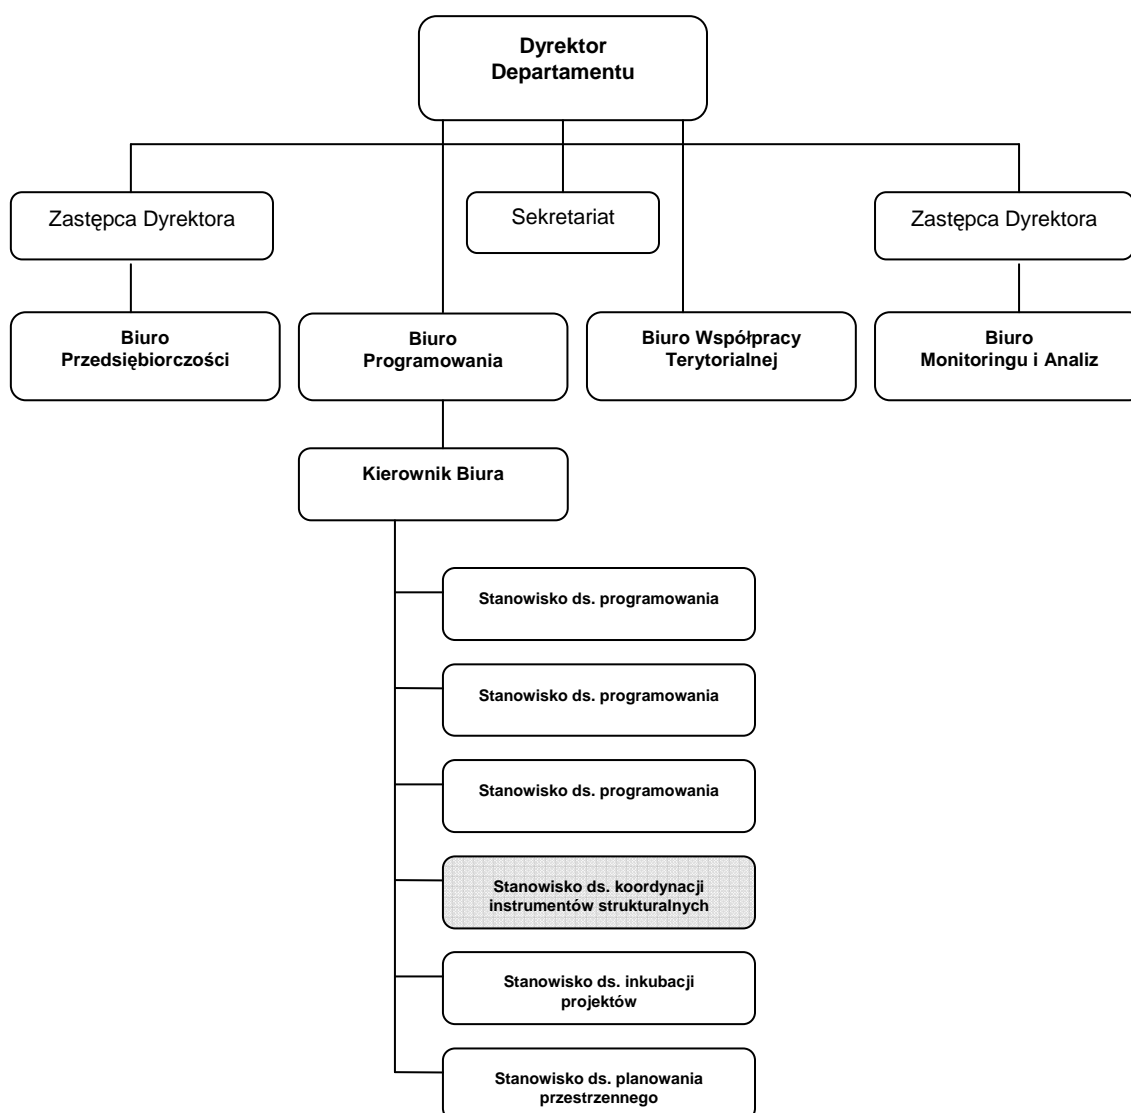 Dyrektor
Departamentu
Zastępca Dyrektora
Sekretariat
Zastępca Dyrektora
Biuro
Przedsiębiorczości
Biuro
Programowania
Biuro Współpracy
Terytorialnej
Biuro
Monitoringu i Analiz
Kierownik Biura
Stanowisko ds. programowania
Stanowisko ds. programowania
Stanowisko ds. programowania
Stanowisko ds. koordynacji
instrumentów strukturalnych
Stanowisko ds. inkubacji
projektów
Stanowisko ds. planowania
przestrzennego